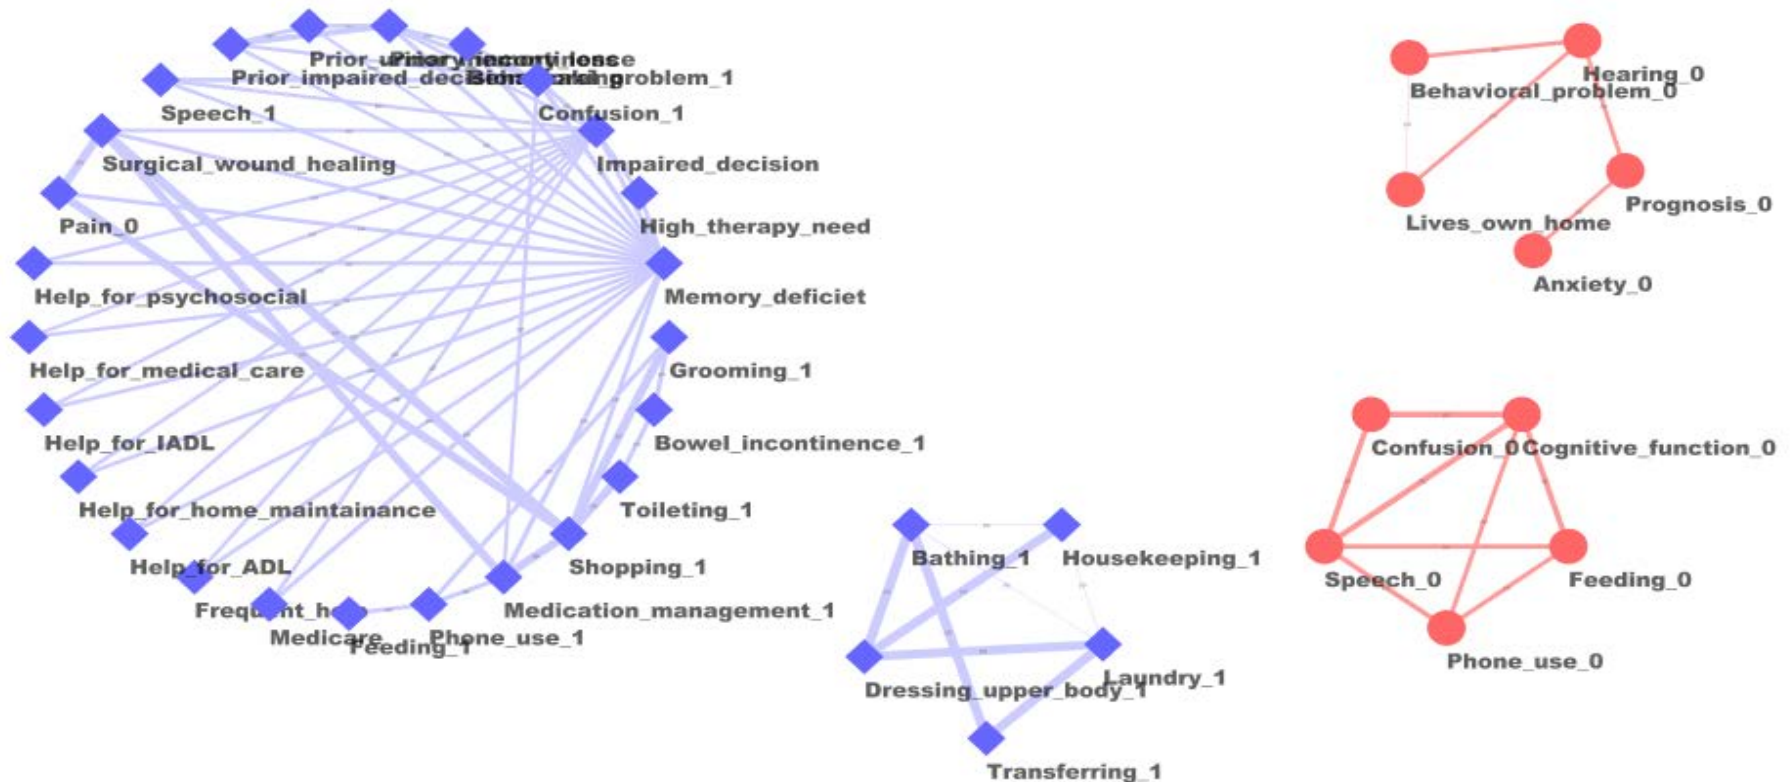 Prior_urinary_incontinence
Prior_memory_loss
Prior_impaired_decision_making
Behavioral_problem_1
Speech_1
Confusion_1
Surgical_wound_healing
Impaired_decision
Pain_0
High_therapy_need
Help_for_psychosocial
Memory_deficiet
Help_for_medical_care
Grooming_1
Help_for_IADL
Bowel_incontinence_1
Help_for_home_maintainance
Toileting_1
Help_for_ADL
Shopping_1
Frequent_help
Medication_management_1
Medicare
Feeding_1
Phone_use_1
Bathing_1
Housekeeping_1
Dressing_upper_body_1
Laundry_1
Transferring_1
Hearing_0
Behavioral_problem_0
Prognosis_0
Lives_own_home
Anxiety_0
Confusion_0
Cognitive_function_0
Speech_0
Feeding_0
Phone_use_0